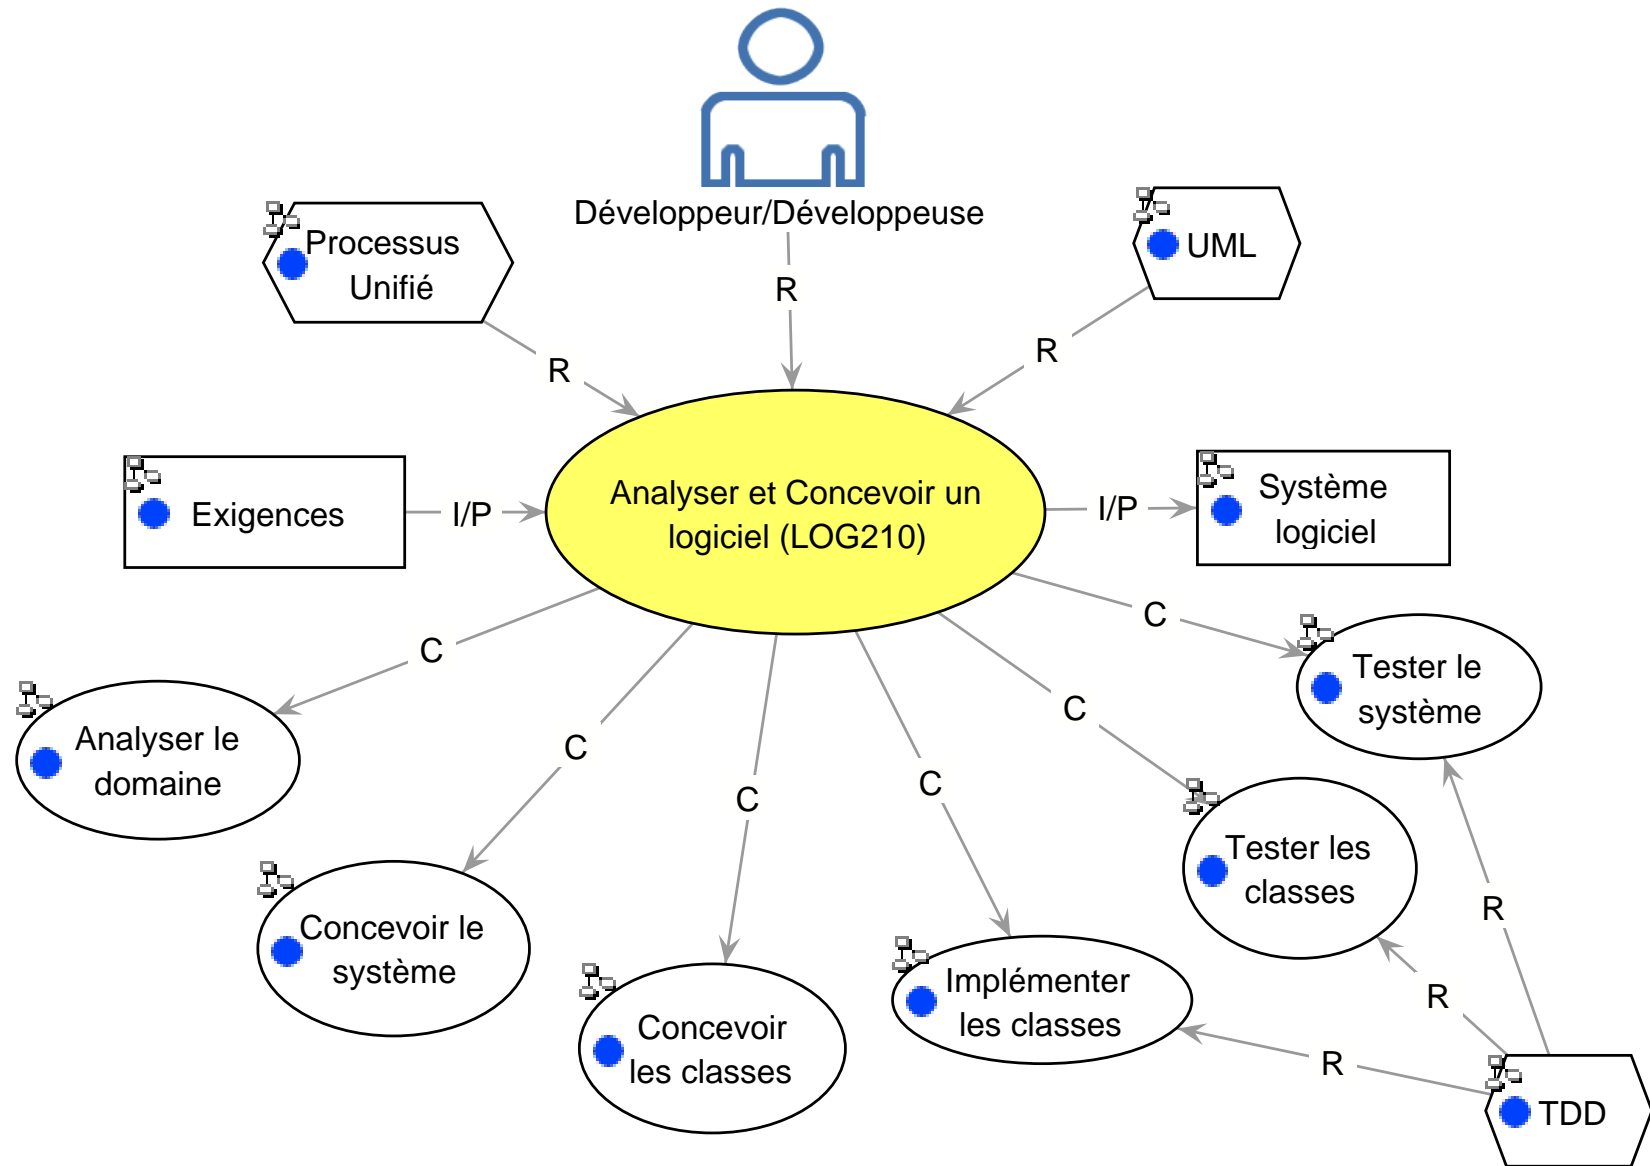 Développeur/Développeuse
Processus
Unifié
UML
R
R
R
Exigences
I/P
Analyser et Concevoir un
logiciel (LOG210)
I/P
Système
logiciel
C
C
C
C
C
C
Analyser le
domaine
Concevoir le
système
Concevoir
les classes
Implémenter
les classes
Tester les
classes
Tester le
système
R
R
R
TDD